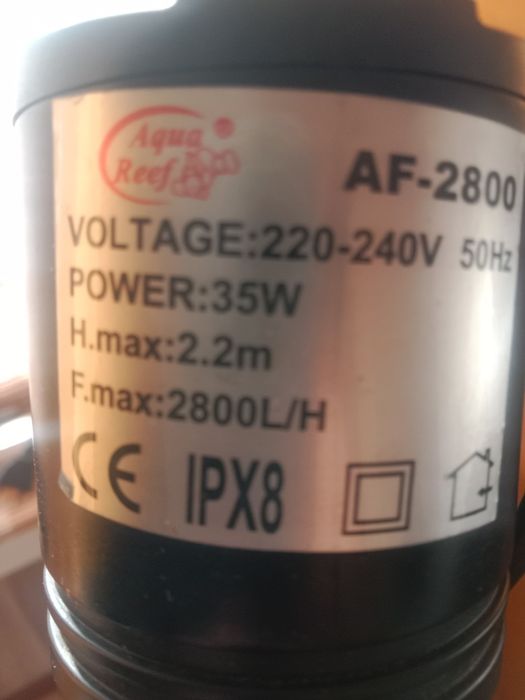 Aqua ®
Reef
AF-2800
VOLTAGE:220-240V 50Hz
POWER:35W
H.max:2.2m
F.max:2800L/H
CE IPX8